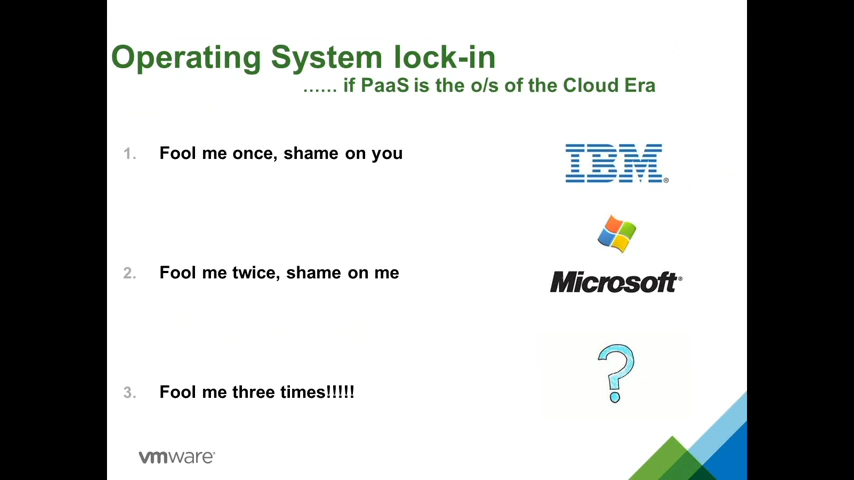 Operating System lock-in
...... if PaaS is the o/s of the Cloud Era
1. Fool me once, shame on you
IBM®
2. Fool me twice, shame on me
Microsoft®
3. Fool me three times!!!!!
?
vmware®